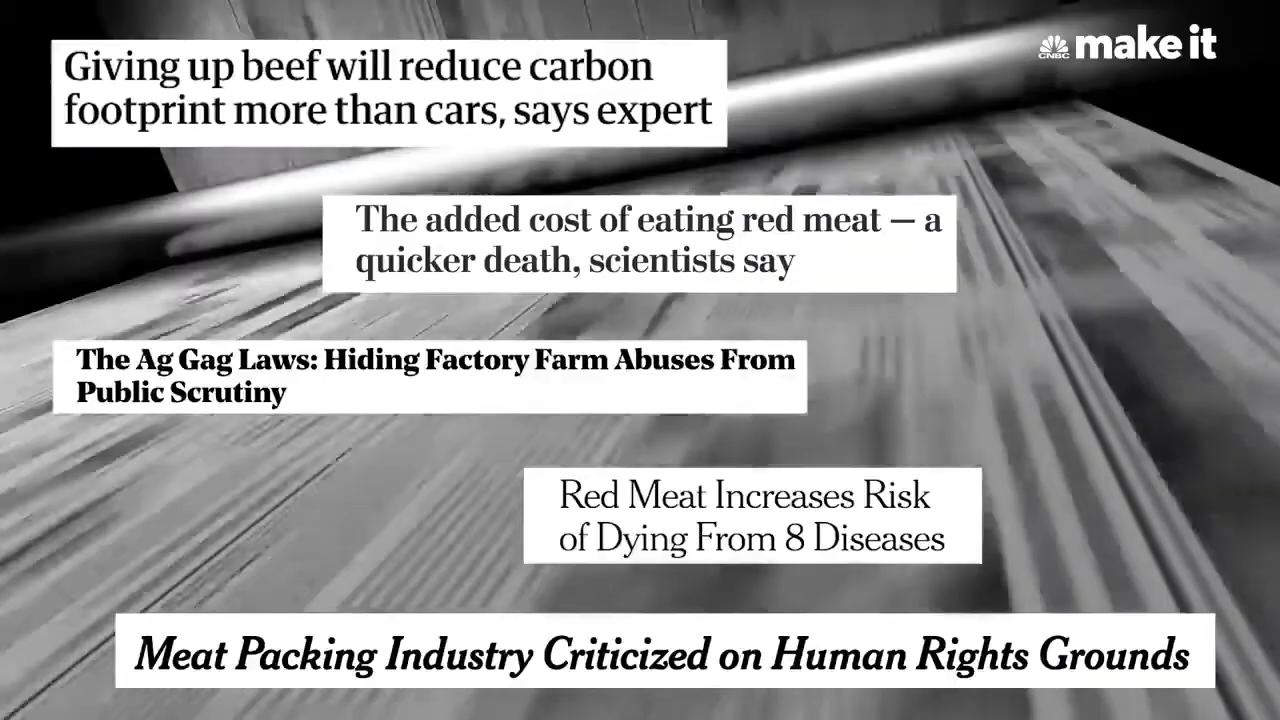 CNBC make it
Giving up beef will reduce carbon
footprint more than cars, says expert
The added cost of eating red meat — a
quicker death, scientists say
The Ag Gag Laws: Hiding Factory Farm Abuses From
Public Scrutiny
Red Meat Increases Risk
of Dying From 8 Diseases
Meat Packing Industry Criticized on Human Rights Grounds